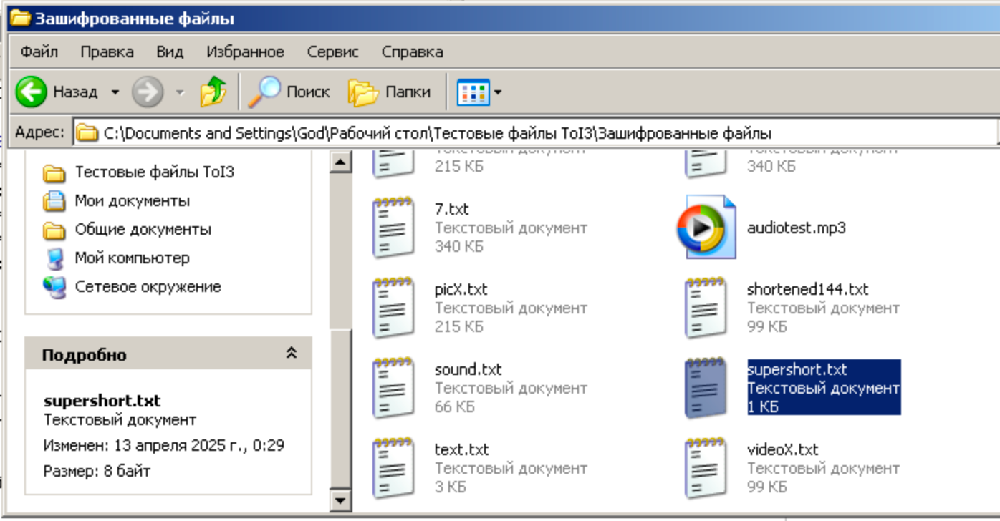 Зашифрованные файлы
Файл Правка Вид Избранное Сервис Справка
Назад Поиск Папки
Адрес: C:\Documents and Settings\God\Рабочий стол\Тестовые файлы ToI3\Зашифрованные файлы
Тестовые файлы ToI3
Мои документы
Общие документы
Мой компьютер
Сетевое окружение
Подробно
supershort.txt
Текстовый документ
Изменен: 13 апреля 2025 г., 0:29
Размер: 8 байт
Текстовый документ
215 КБ
Текстовый документ
340 КБ
7.txt
Текстовый документ
340 КБ
audiotest.mp3
picX.txt
Текстовый документ
215 КБ
shortened144.txt
Текстовый документ
99 КБ
sound.txt
Текстовый документ
66 КБ
supershort.txt
Текстовый документ
1 КБ
text.txt
Текстовый документ
3 КБ
videoX.txt
Текстовый документ
99 КБ